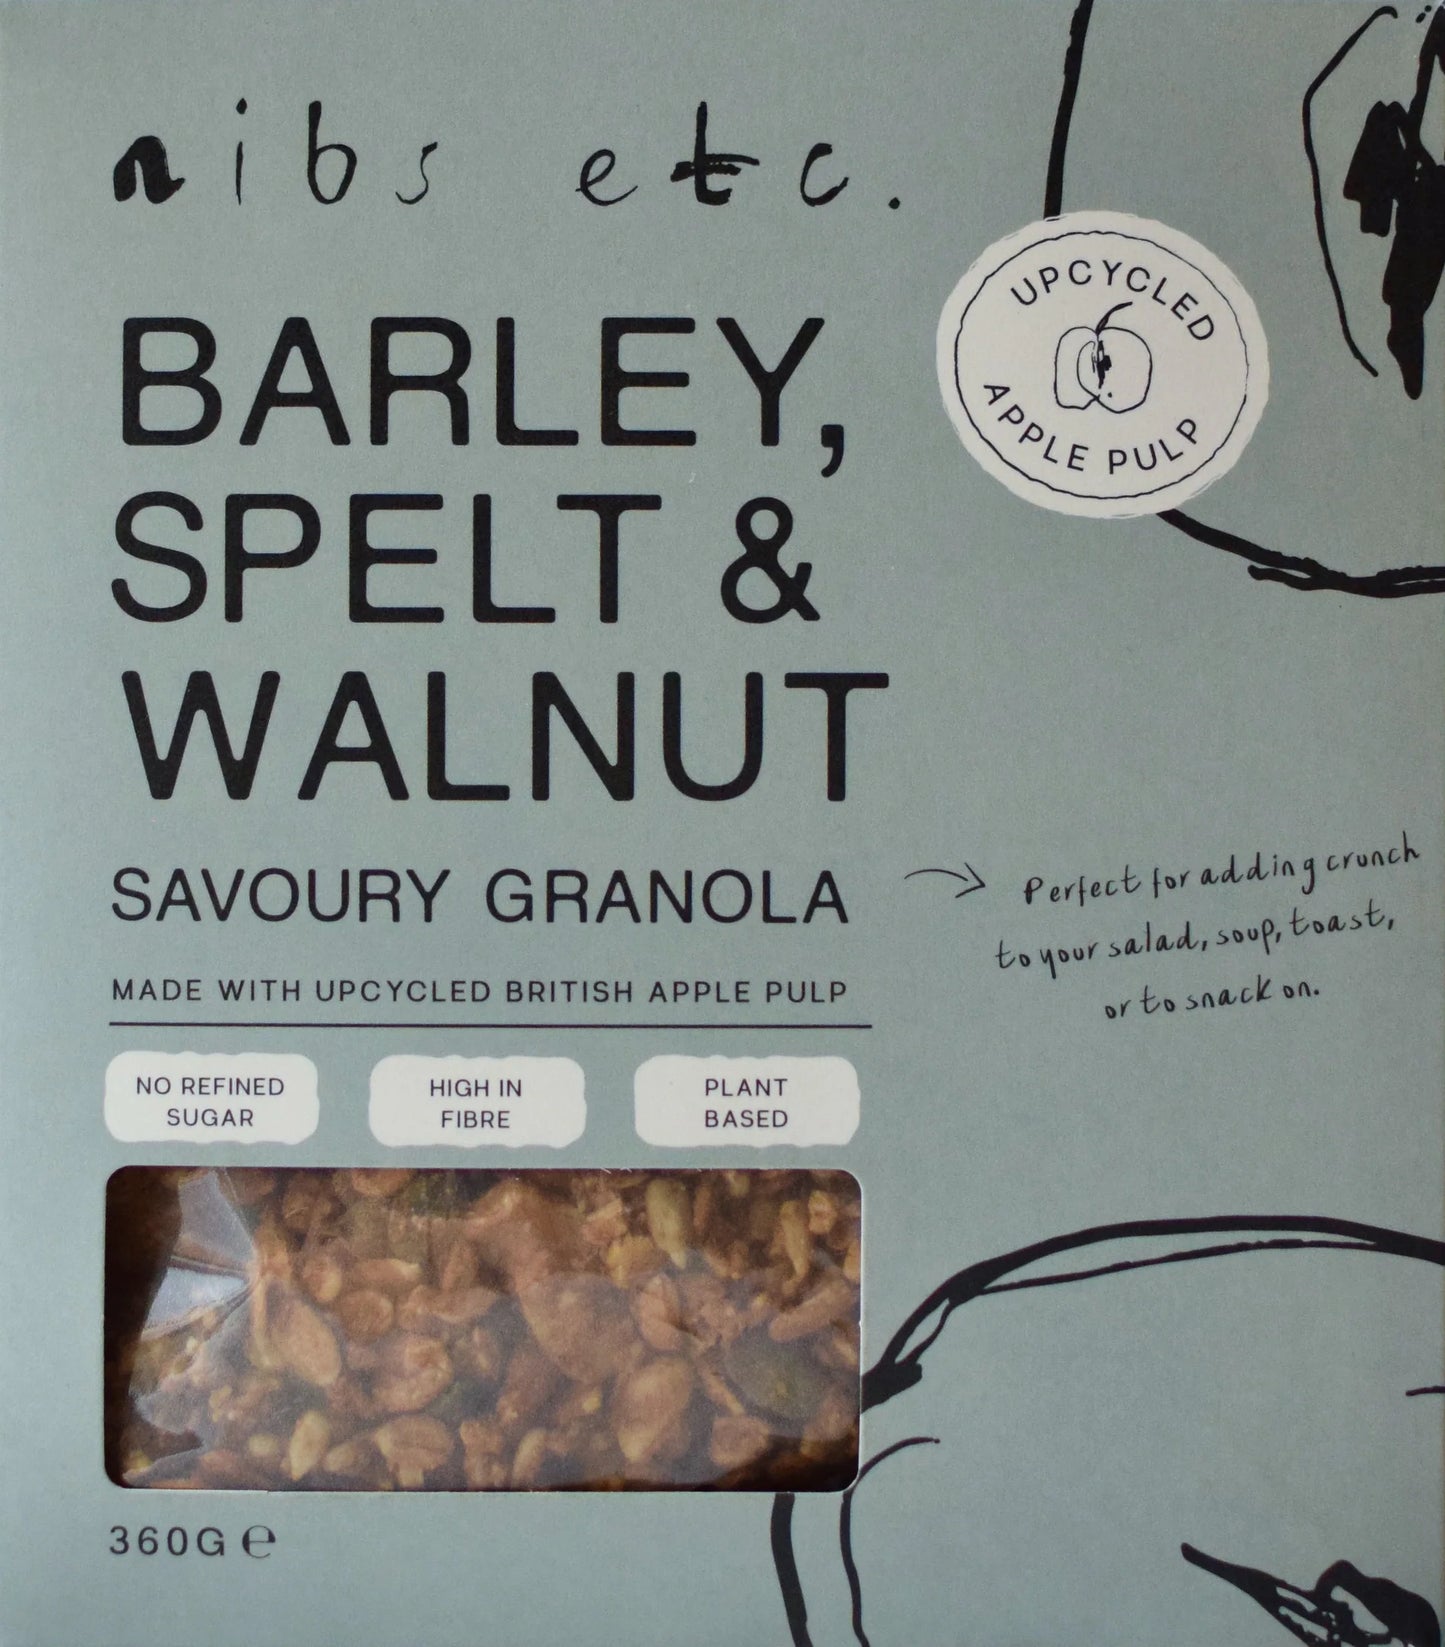 nibs etc.
UPCYCLED
APPLE PULP
BARLEY,
SPELT &
WALNUT
SAVOURY GRANOLA
Perfect for adding crunch
to your salad, soup, toast,
or to snack on.
MADE WITH UPCYCLED BRITISH APPLE PULP
NO REFINED
SUGAR
HIGH IN
FIBRE
PLANT
BASED
360G ℮